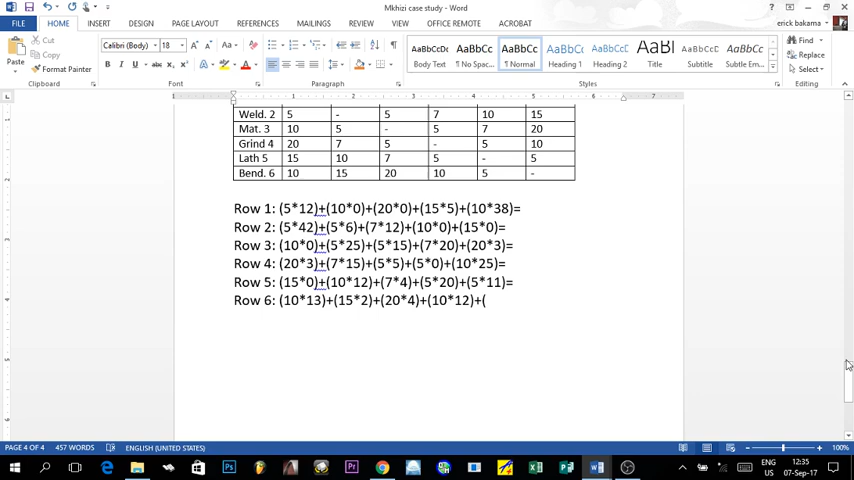 Mkhizi case study - Word
FILE HOME INSERT DESIGN PAGE LAYOUT REFERENCES MAILINGS REVIEW VIEW OFFICE REMOTE ACROBAT erick bakama
Cut
Copy
Format Painter
Paste
Clipboard
Calibri (Body) 18
Font
Paragraph
AaBbCcDc AaBbCc AaBbCc AaBbCc AaBbCc AaBbC AaBbCcC AaBbCc
Body Text ¶ No Spac... ¶ Normal Heading 1 Heading 2 Title Subtitle Subtle Em...
Styles
Find
Replace
Select
Editing
Weld. 2 5 - 5 7 10 15
Mat. 3 10 5 - 5 7 20
Grind 4 20 7 5 - 5 10
Lath 5 15 10 7 5 - 5
Bend. 6 10 15 20 10 5 -
Row 1: (5*12)+(10*0)+(20*0)+(15*5)+(10*38)=
Row 2: (5*42)+(5*6)+(7*12)+(10*0)+(15*0)=
Row 3: (10*0)+(5*25)+(5*15)+(7*20)+(20*3)=
Row 4: (20*3)+(7*15)+(5*5)+(5*0)+(10*25)=
Row 5: (15*0)+(10*12)+(7*4)+(5*20)+(5*11)=
Row 6: (10*13)+(15*2)+(20*4)+(10*12)+(
PAGE 4 OF 4 457 WORDS ENGLISH (UNITED STATES) 100%
ENG 12:35
US 07-Sep-17